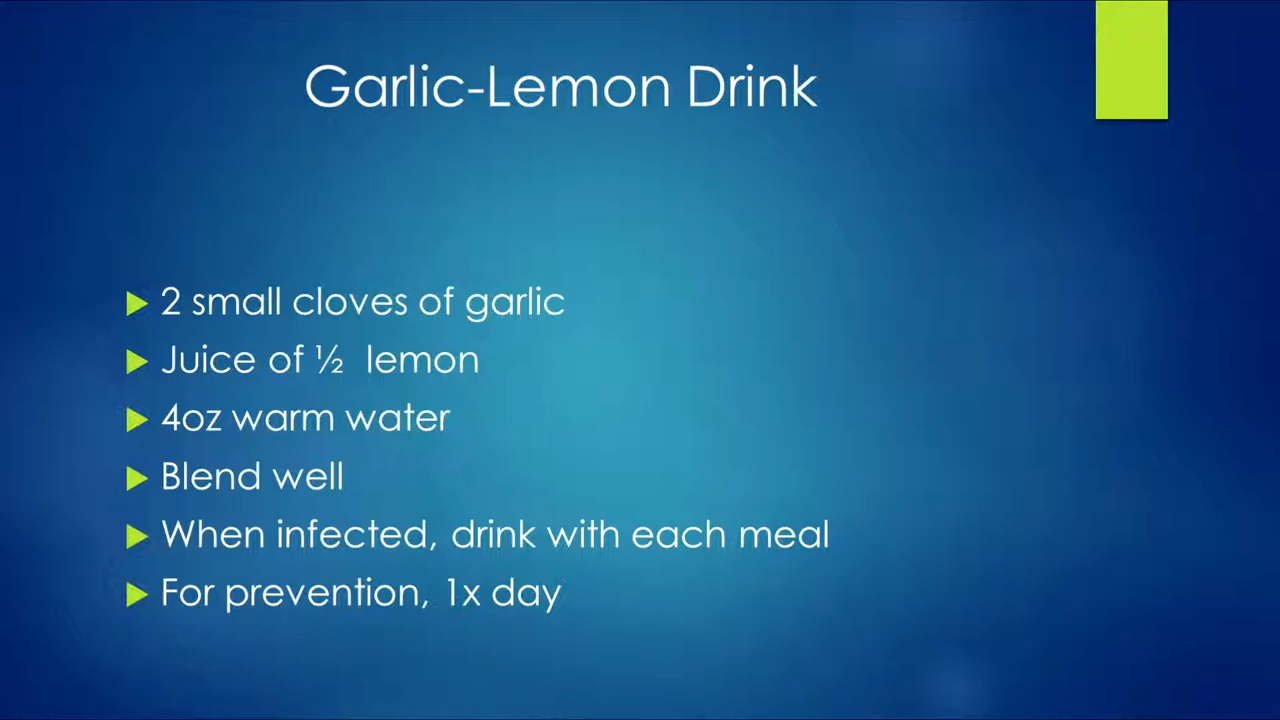 Garlic-Lemon Drink
2 small cloves of garlic
Juice of ½ lemon
4oz warm water
Blend well
When infected, drink with each meal
For prevention, 1x day